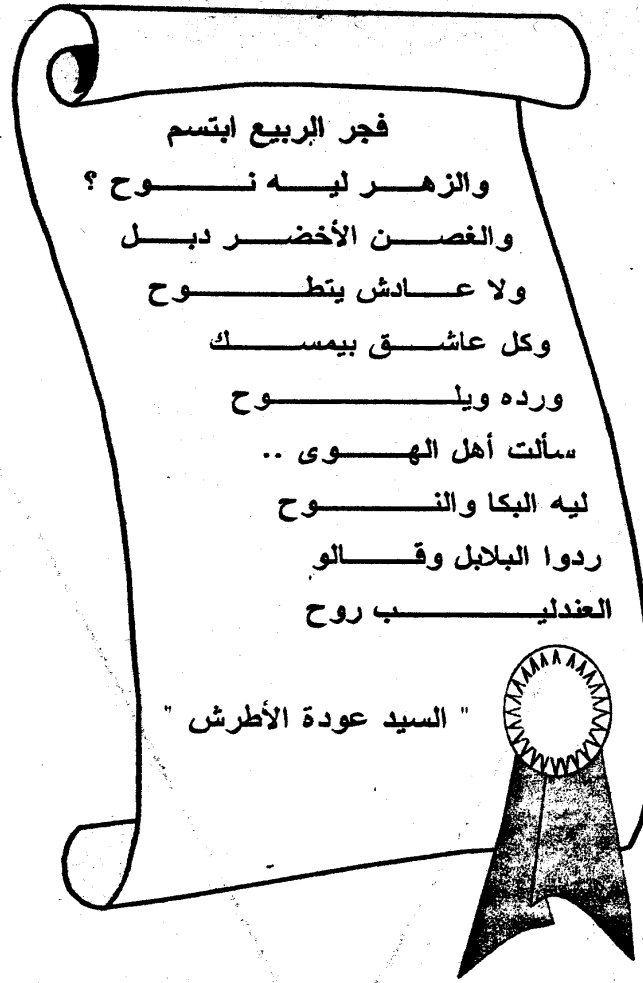 فجر الربيع ابتسم
والزهر ليه نوح ؟
والغصن الأخضر دبل
ولا عادش يتطوح
وكل عاشق بيمسك
ورده ويلوح
سألت أهل الهوى ..
ليه البكا والنوح
ردوا البلابل وقالو
العندليب روح
" السيد عودة الأطرش "